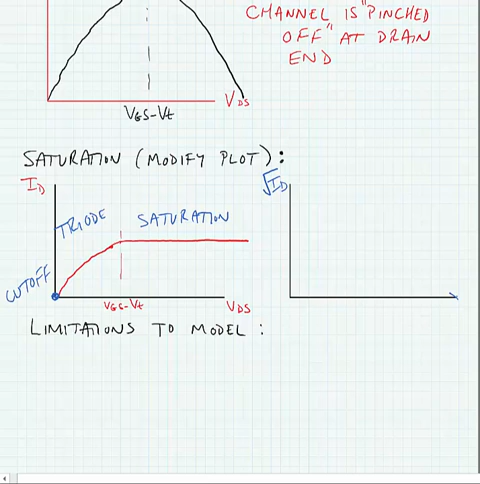 CHANNEL IS "PINCHED
OFF" AT DRAIN
END
VDS
VGS-Vt
SATURATION (MODIFY PLOT):
ID
√ID
TRIODE
SATURATION
CUTOFF
VGS-Vt
VDS
LIMITATIONS TO MODEL: